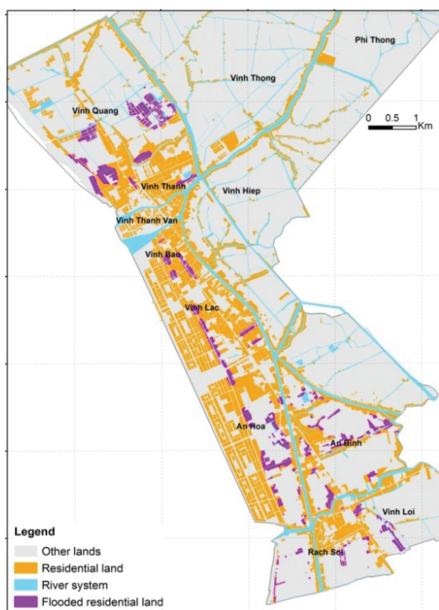 Phi Thong
Vinh Thong
Vinh Quang
0 0.5 1 Km
Vinh Thanh
Vinh Hiep
Vinh Thanh Van
Vinh Bao
Vinh Lac
An Hoa
An Binh
Vinh Loi
Rach Soi
Legend
Other lands
Residential land
River system
Flooded residential land